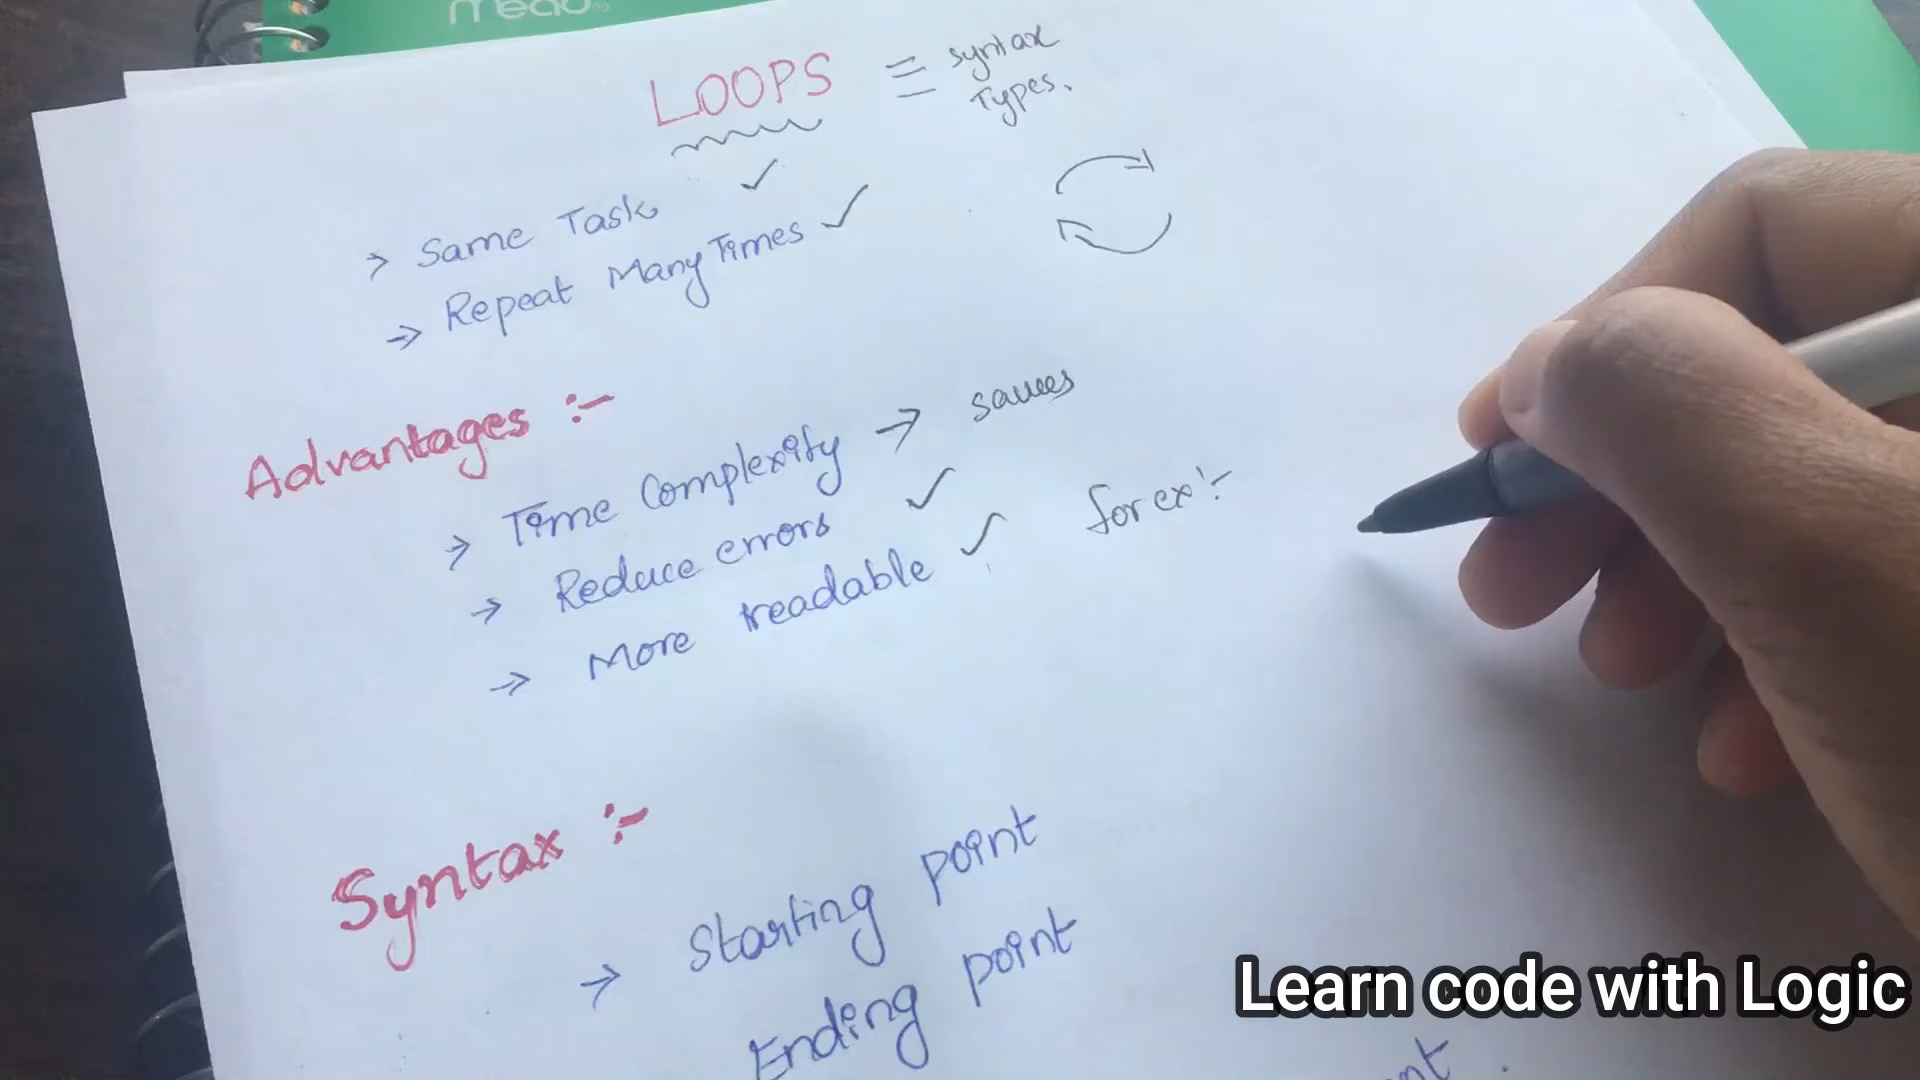 mead
LOOPS = syntax
Types.
> Same Task ✓
→ Repeat Many Times ✓
Advantages :-
→ Time Complexity → saves
→ Reduce errors ✓
→ More readable ✓ for ex:-
Syntax :-
→ Starting point
Ending point
Learn code with Logic